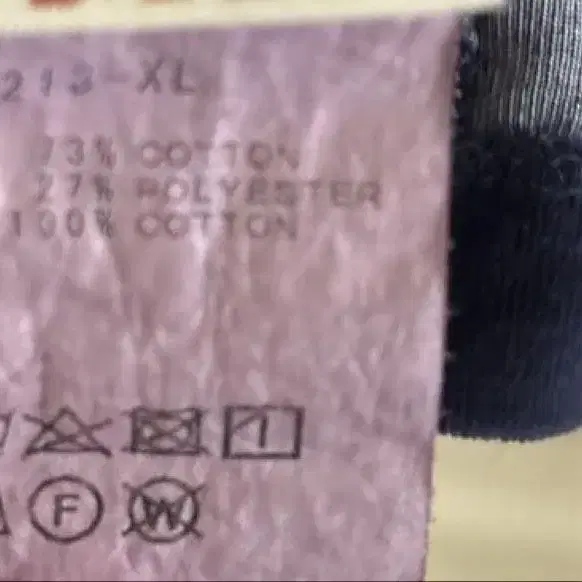 213-XL
73% COTTON
27% POLYESTER
100% COTTON
F W